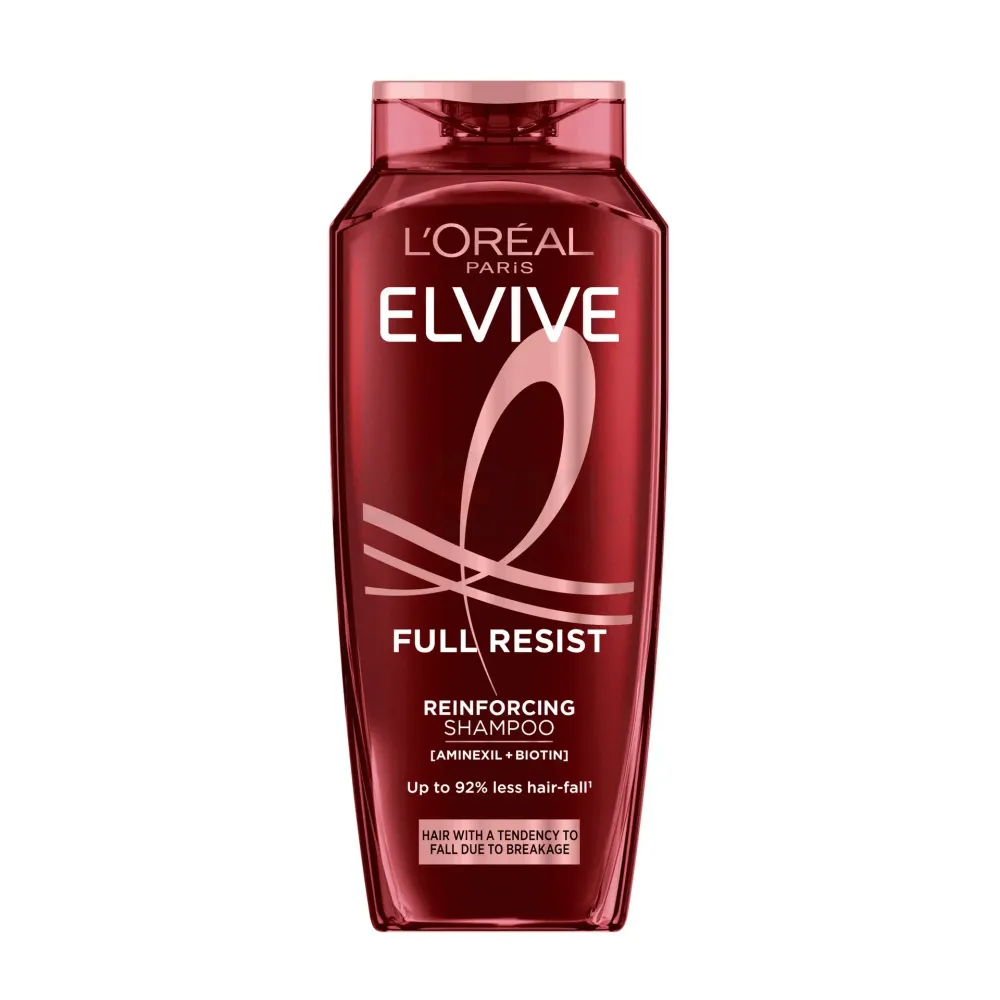 L'ORÉAL
PARiS
ELVIVE
FULL RESIST
REINFORCING
SHAMPOO
[AMINEXIL + BIOTIN]
Up to 92% less hair-fall¹
HAIR WITH A TENDENCY TO
FALL DUE TO BREAKAGE